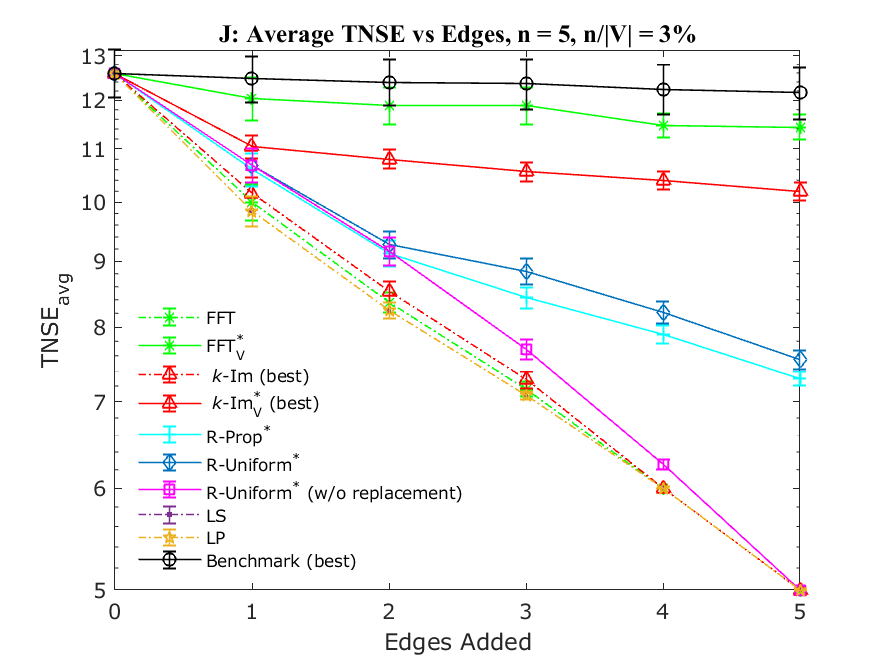 J: Average TNSE vs Edges, n = 5, n/|V| = 3%
13
12
11
10
9
8
7
6
5
TNSE_avg
FFT
FFT*_V
k-Im (best)
k-Im*_V (best)
R-Prop*
R-Uniform*
R-Uniform* (w/o replacement)
LS
LP
Benchmark (best)
0 1 2 3 4 5
Edges Added